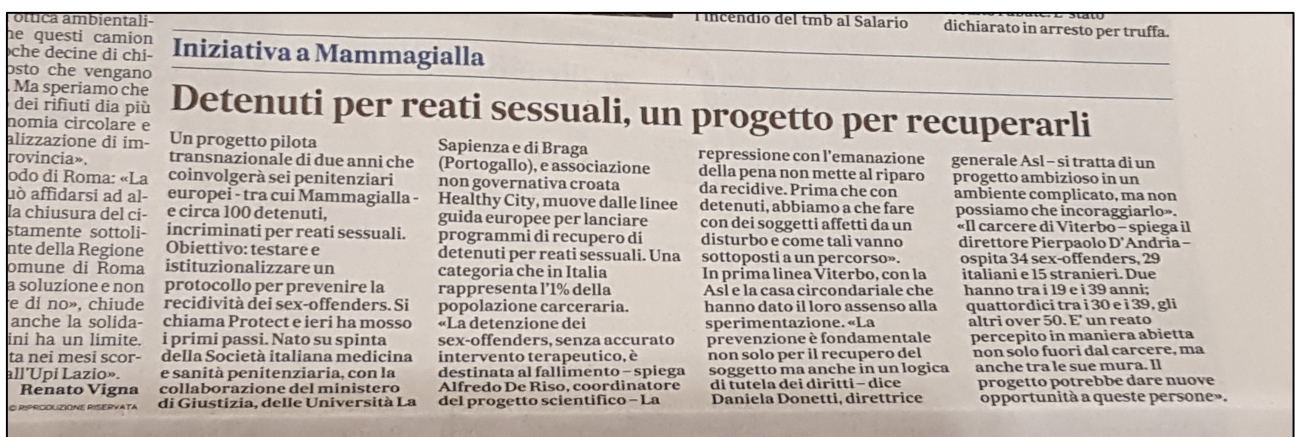 ottica ambientali-
ne questi camion
oche decine di chi-
osto che vengano
. Ma speriamo che
dei rifiuti dia più
nomia circolare e
alizzazione di im-
rovincia».
odo di Roma: «La
uò affidarsi ad al-
la chiusura del ci-
stamente sottoli-
nte della Regione
omune di Roma
a soluzione e non
e di no», chiude
anche la solida-
ini ha un limite.
ta nei mesi scor-
all'Upi Lazio».
Renato Vigna
© RIPRODUZIONE RISERVATA
l'incendio del tmb al Salario
dichiarato in arresto per truffa.
Iniziativa a Mammagialla
Detenuti per reati sessuali, un progetto per recuperarli
Un progetto pilota
transnazionale di due anni che
coinvolgerà sei penitenziari
europei - tra cui Mammagialla -
e circa 100 detenuti,
incriminati per reati sessuali.
Obiettivo: testare e
istituzionalizzare un
protocollo per prevenire la
recidività dei sex-offenders. Si
chiama Protect e ieri ha mosso
i primi passi. Nato su spinta
della Società italiana medicina
e sanità penitenziaria, con la
collaborazione del ministero
di Giustizia, delle Università La
Sapienza e di Braga
(Portogallo), e associazione
non governativa croata
Healthy City, muove dalle linee
guida europee per lanciare
programmi di recupero di
detenuti per reati sessuali. Una
categoria che in Italia
rappresenta l'1% della
popolazione carceraria.
«La detenzione dei
sex-offenders, senza accurato
intervento terapeutico, è
destinata al fallimento – spiega
Alfredo De Riso, coordinatore
del progetto scientifico – La
repressione con l'emanazione
della pena non mette al riparo
da recidive. Prima che con
detenuti, abbiamo a che fare
con dei soggetti affetti da un
disturbo e come tali vanno
sottoposti a un percorso».
In prima linea Viterbo, con la
Asl e la casa circondariale che
hanno dato il loro assenso alla
sperimentazione. «La
prevenzione è fondamentale
non solo per il recupero del
soggetto ma anche in un logica
di tutela dei diritti – dice
Daniela Donetti, direttrice
generale Asl – si tratta di un
progetto ambizioso in un
ambiente complicato, ma non
possiamo che incoraggiarlo».
«Il carcere di Viterbo – spiega il
direttore Pierpaolo D'Andria –
ospita 34 sex-offenders, 29
italiani e 15 stranieri. Due
hanno tra i 19 e i 39 anni;
quattordici tra i 30 e i 39, gli
altri over 50. E' un reato
percepito in maniera abietta
non solo fuori dal carcere, ma
anche tra le sue mura. Il
progetto potrebbe dare nuove
opportunità a queste persone».